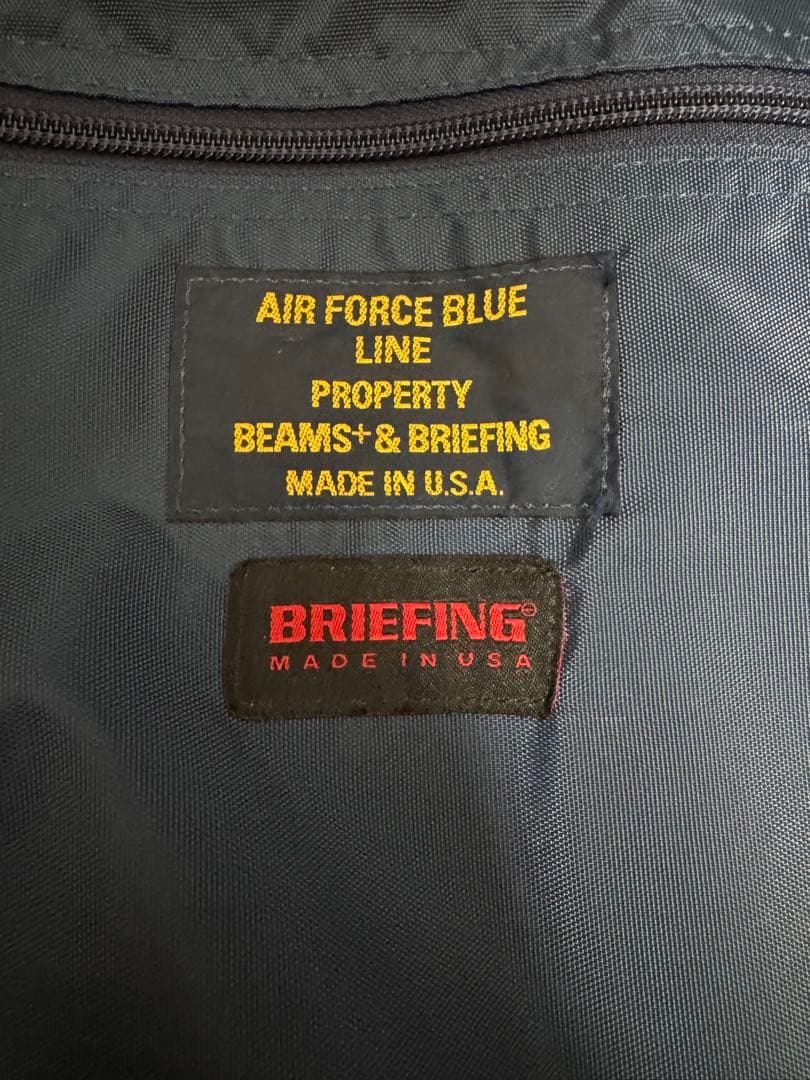 AIR FORCE BLUE
LINE
PROPERTY
BEAMS+ & BRIEFING
MADE IN U.S.A.
BRIEFING
MADE IN USA